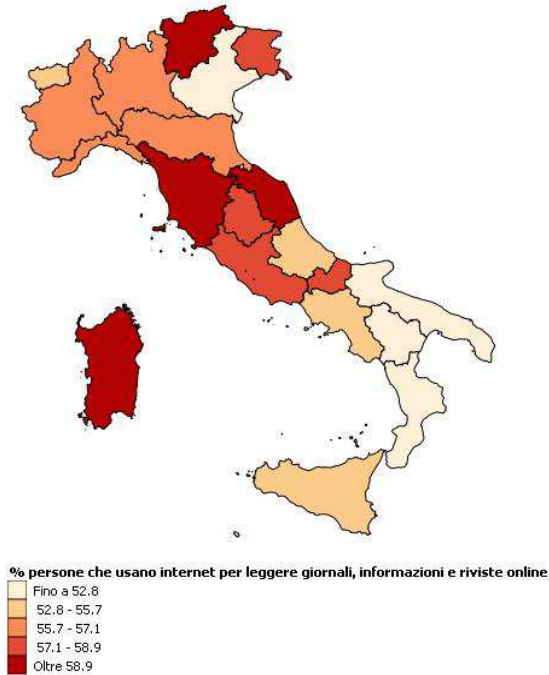 % persone che usano internet per leggere giornali, informazioni e riviste online
Fino a 52.8
52.8 - 55.7
55.7 - 57.1
57.1 - 58.9
Oltre 58.9